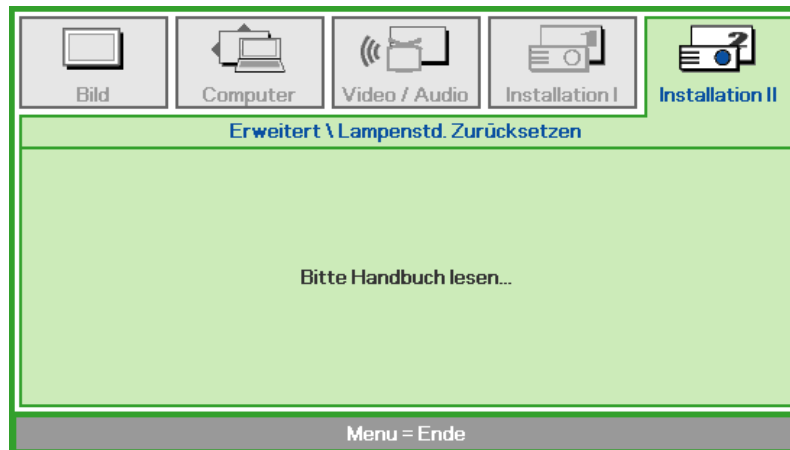 Bild
Computer
Video / Audio
Installation I
Installation II
Erweitert \ Lampenstd. Zurücksetzen
Bitte Handbuch lesen...
Menu = Ende